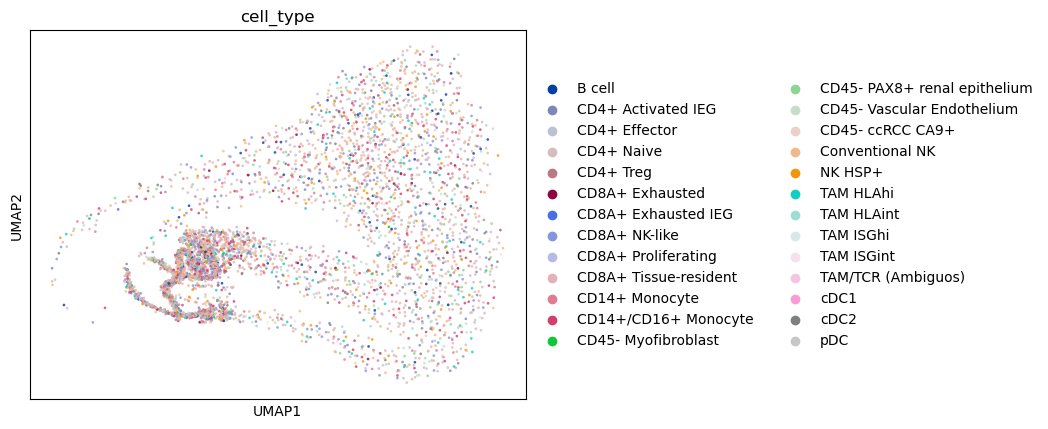 cell_type
UMAP2
UMAP1
B cell
CD4+ Activated IEG
CD4+ Effector
CD4+ Naive
CD4+ Treg
CD8A+ Exhausted
CD8A+ Exhausted IEG
CD8A+ NK-like
CD8A+ Proliferating
CD8A+ Tissue-resident
CD14+ Monocyte
CD14+/CD16+ Monocyte
CD45- Myofibroblast
CD45- PAX8+ renal epithelium
CD45- Vascular Endothelium
CD45- ccRCC CA9+
Conventional NK
NK HSP+
TAM HLAhi
TAM HLAint
TAM ISGhi
TAM ISGint
TAM/TCR (Ambiguos)
cDC1
cDC2
pDC